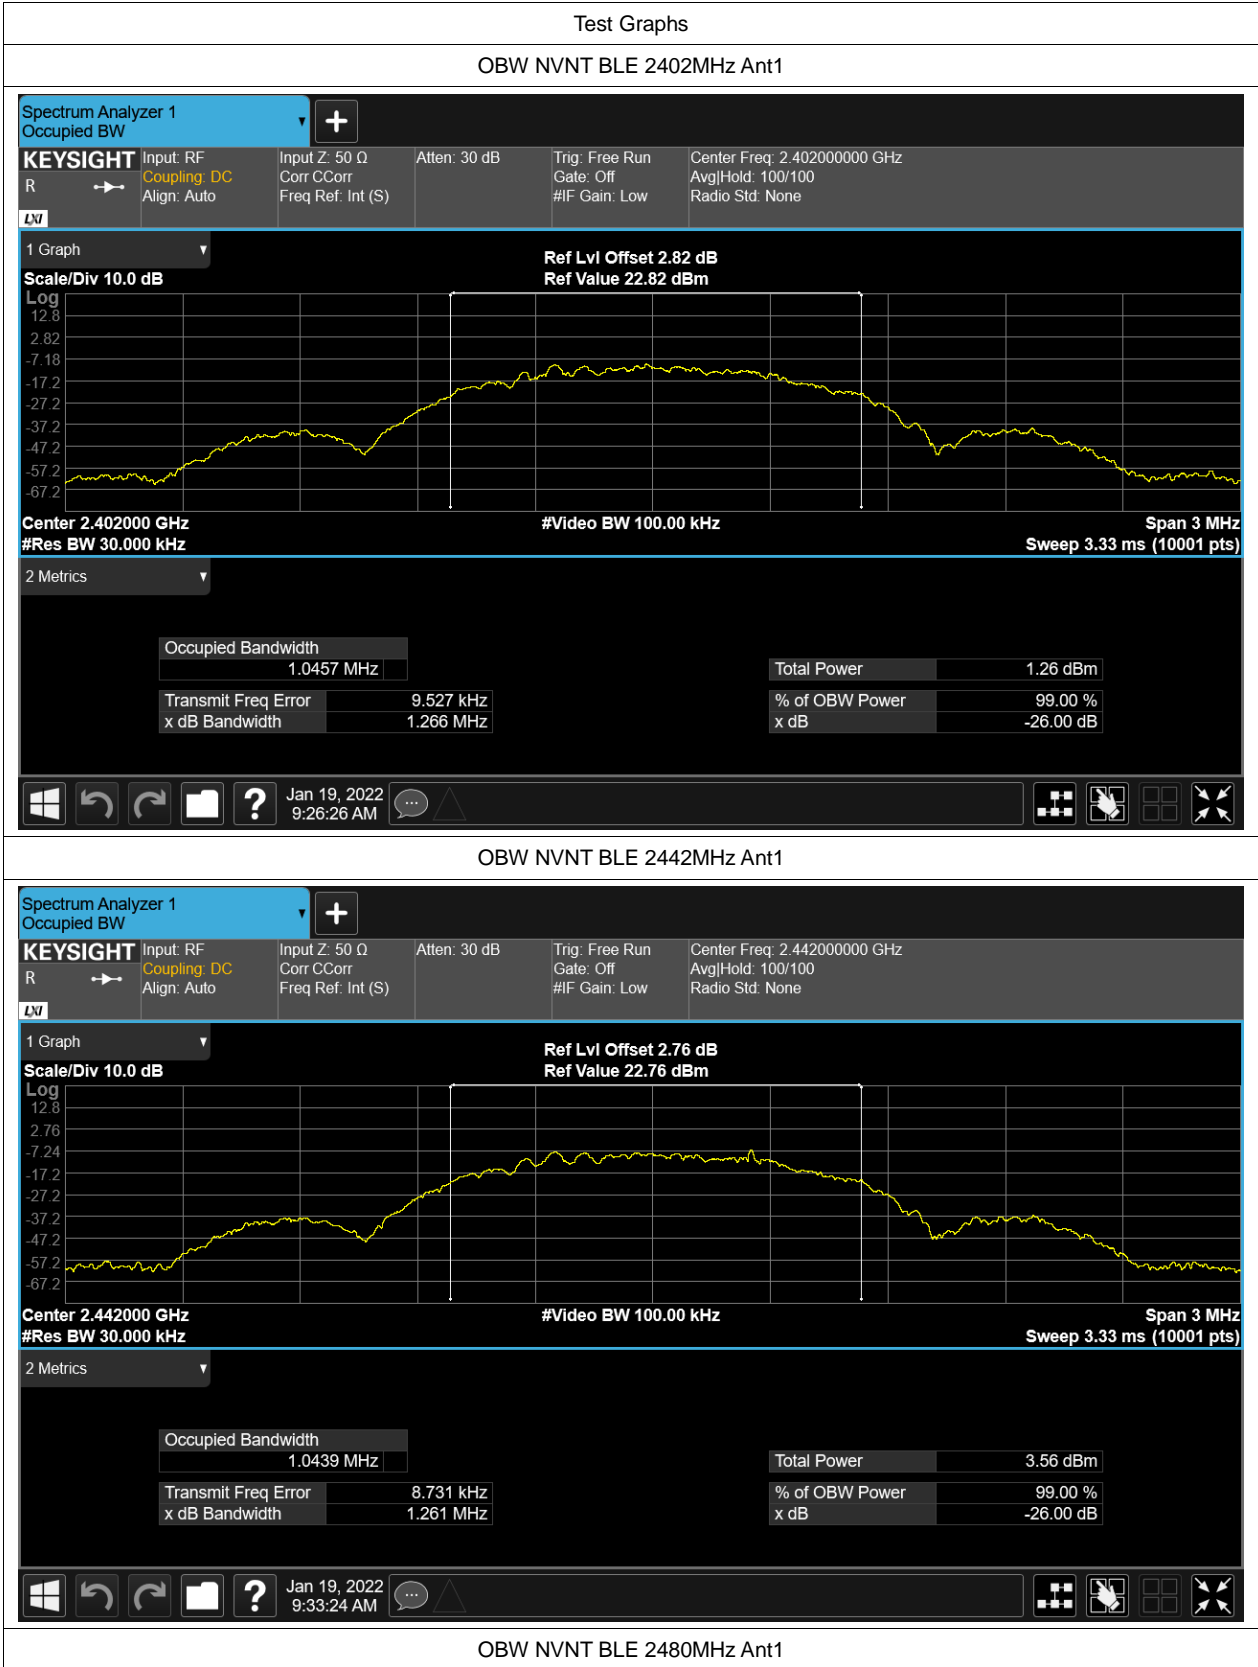 Test Graphs
OBW NVNT BLE 2402MHz Ant1
Spectrum Analyzer 1
Occupied BW
KEYSIGHT
R
LXI
Input: RF
Coupling: DC
Align: Auto
Input Z: 50 Ω
Corr CCorr
Freq Ref: Int (S)
Atten: 30 dB
Trig: Free Run
Gate: Off
#IF Gain: Low
Center Freq: 2.402000000 GHz
Avg|Hold: 100/100
Radio Std: None
1 Graph
Scale/Div 10.0 dB
Ref Lvl Offset 2.82 dB
Ref Value 22.82 dBm
Log
12.8
2.82
-7.18
-17.2
-27.2
-37.2
-47.2
-57.2
-67.2
Center 2.402000 GHz
#Res BW 30.000 kHz
#Video BW 100.00 kHz
Span 3 MHz
Sweep 3.33 ms (10001 pts)
2 Metrics
Occupied Bandwidth
1.0457 MHz
Transmit Freq Error 9.527 kHz
x dB Bandwidth 1.266 MHz
Total Power 1.26 dBm
% of OBW Power 99.00 %
x dB -26.00 dB
Jan 19, 2022
9:26:26 AM
OBW NVNT BLE 2442MHz Ant1
Spectrum Analyzer 1
Occupied BW
KEYSIGHT
R
LXI
Input: RF
Coupling: DC
Align: Auto
Input Z: 50 Ω
Corr CCorr
Freq Ref: Int (S)
Atten: 30 dB
Trig: Free Run
Gate: Off
#IF Gain: Low
Center Freq: 2.442000000 GHz
Avg|Hold: 100/100
Radio Std: None
1 Graph
Scale/Div 10.0 dB
Ref Lvl Offset 2.76 dB
Ref Value 22.76 dBm
Log
12.8
2.76
-7.24
-17.2
-27.2
-37.2
-47.2
-57.2
-67.2
Center 2.442000 GHz
#Res BW 30.000 kHz
#Video BW 100.00 kHz
Span 3 MHz
Sweep 3.33 ms (10001 pts)
2 Metrics
Occupied Bandwidth
1.0439 MHz
Transmit Freq Error 8.731 kHz
x dB Bandwidth 1.261 MHz
Total Power 3.56 dBm
% of OBW Power 99.00 %
x dB -26.00 dB
Jan 19, 2022
9:33:24 AM
OBW NVNT BLE 2480MHz Ant1